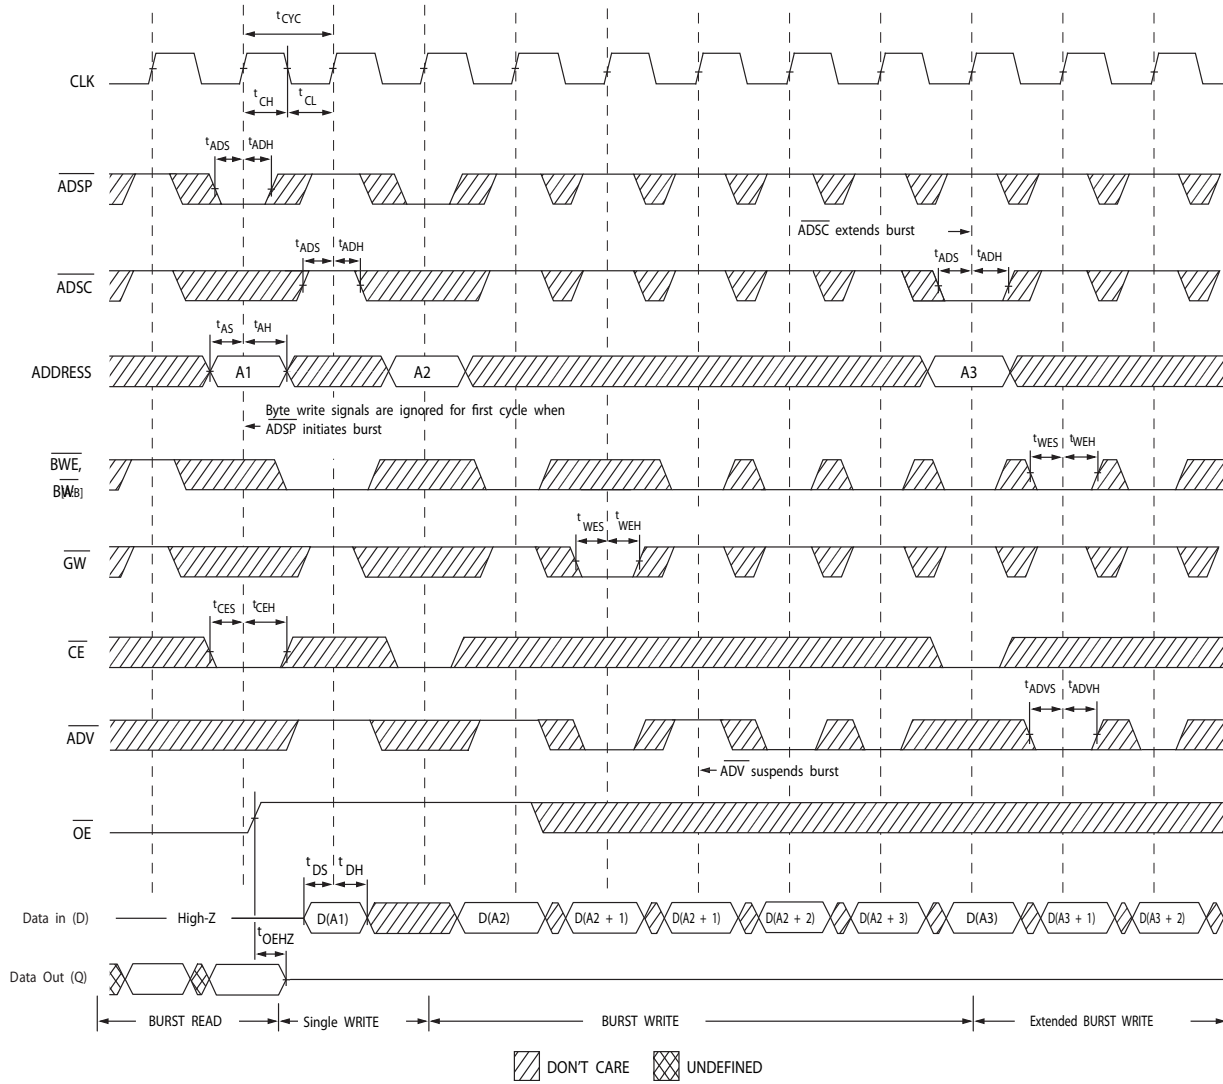 tCYC
CLK
tCH
tCL
tADS
tADH
ADSP
ADSC extends burst
tADS
tADH
tADS
tADH
ADSC
tAS
tAH
ADDRESS
A1
A2
A3
Byte write signals are ignored for first cycle when
ADSP initiates burst
tWES
tWEH
BWE,
tWES
tWEH
GW
tCES
tCEH
CE
tADVS
tADVH
ADV
ADV suspends burst
OE
tDS
tDH
Data in (D)
High-Z
D(A1)
D(A2)
D(A2 + 1)
D(A2 + 1)
D(A2 + 2)
D(A2 + 3)
D(A3)
D(A3 + 1)
D(A3 + 2)
tOEHZ
Data Out (Q)
BURST READ
Single WRITE
BURST WRITE
Extended BURST WRITE
DON'T CARE
UNDEFINED